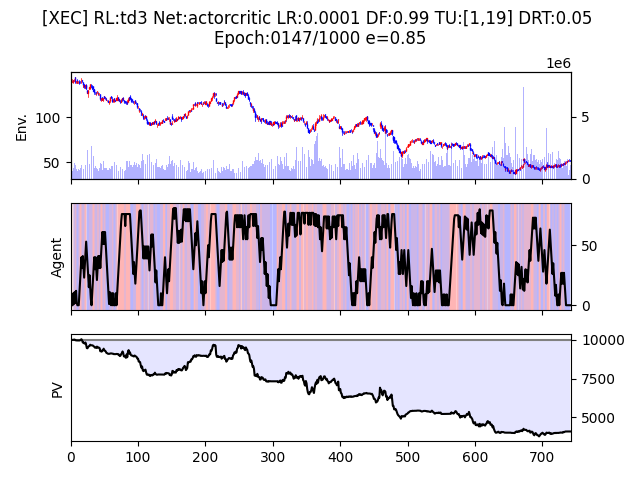 [XEC] RL:td3 Net:actorcritic LR:0.0001 DF:0.99 TU:[1,19] DRT:0.05
Epoch:0147/1000 e=0.85
1e6
Env.
100
50
5
0
Agent
50
0
PV
10000
7500
5000
0 100 200 300 400 500 600 700